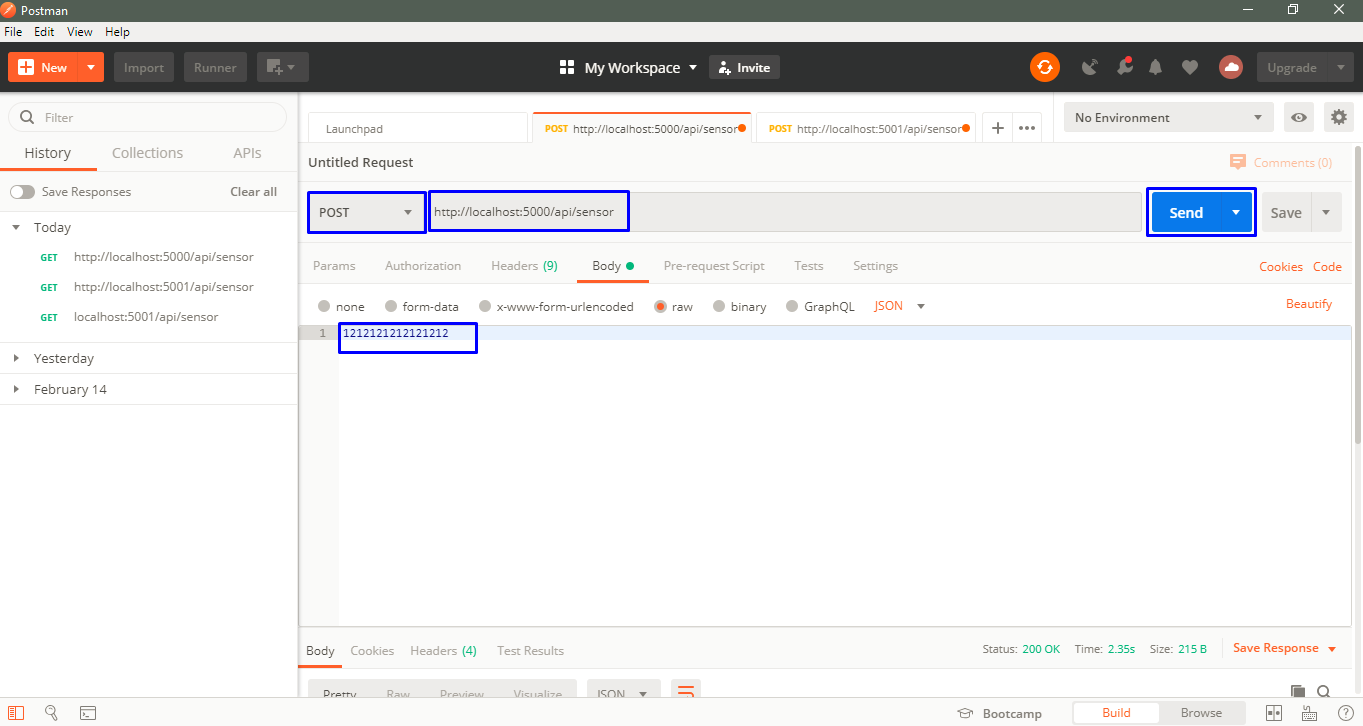 Postman
File Edit View Help
New Import Runner My Workspace Invite Upgrade
Filter
History Collections APIs
Save Responses Clear all
Today
GET http://localhost:5000/api/sensor
GET http://localhost:5001/api/sensor
GET localhost:5001/api/sensor
Yesterday
February 14
Launchpad POST http://localhost:5000/api/sensor POST http://localhost:5001/api/sensor No Environment
Untitled Request Comments (0)
POST http://localhost:5000/api/sensor Send Save
Params Authorization Headers (9) Body Pre-request Script Tests Settings Cookies Code
none form-data x-www-form-urlencoded raw binary GraphQL JSON Beautify
1 1212121212121212
Body Cookies Headers (4) Test Results Status: 200 OK Time: 2.35s Size: 215 B Save Response
Pretty Raw Preview Visualize JSON
Bootcamp Build Browse